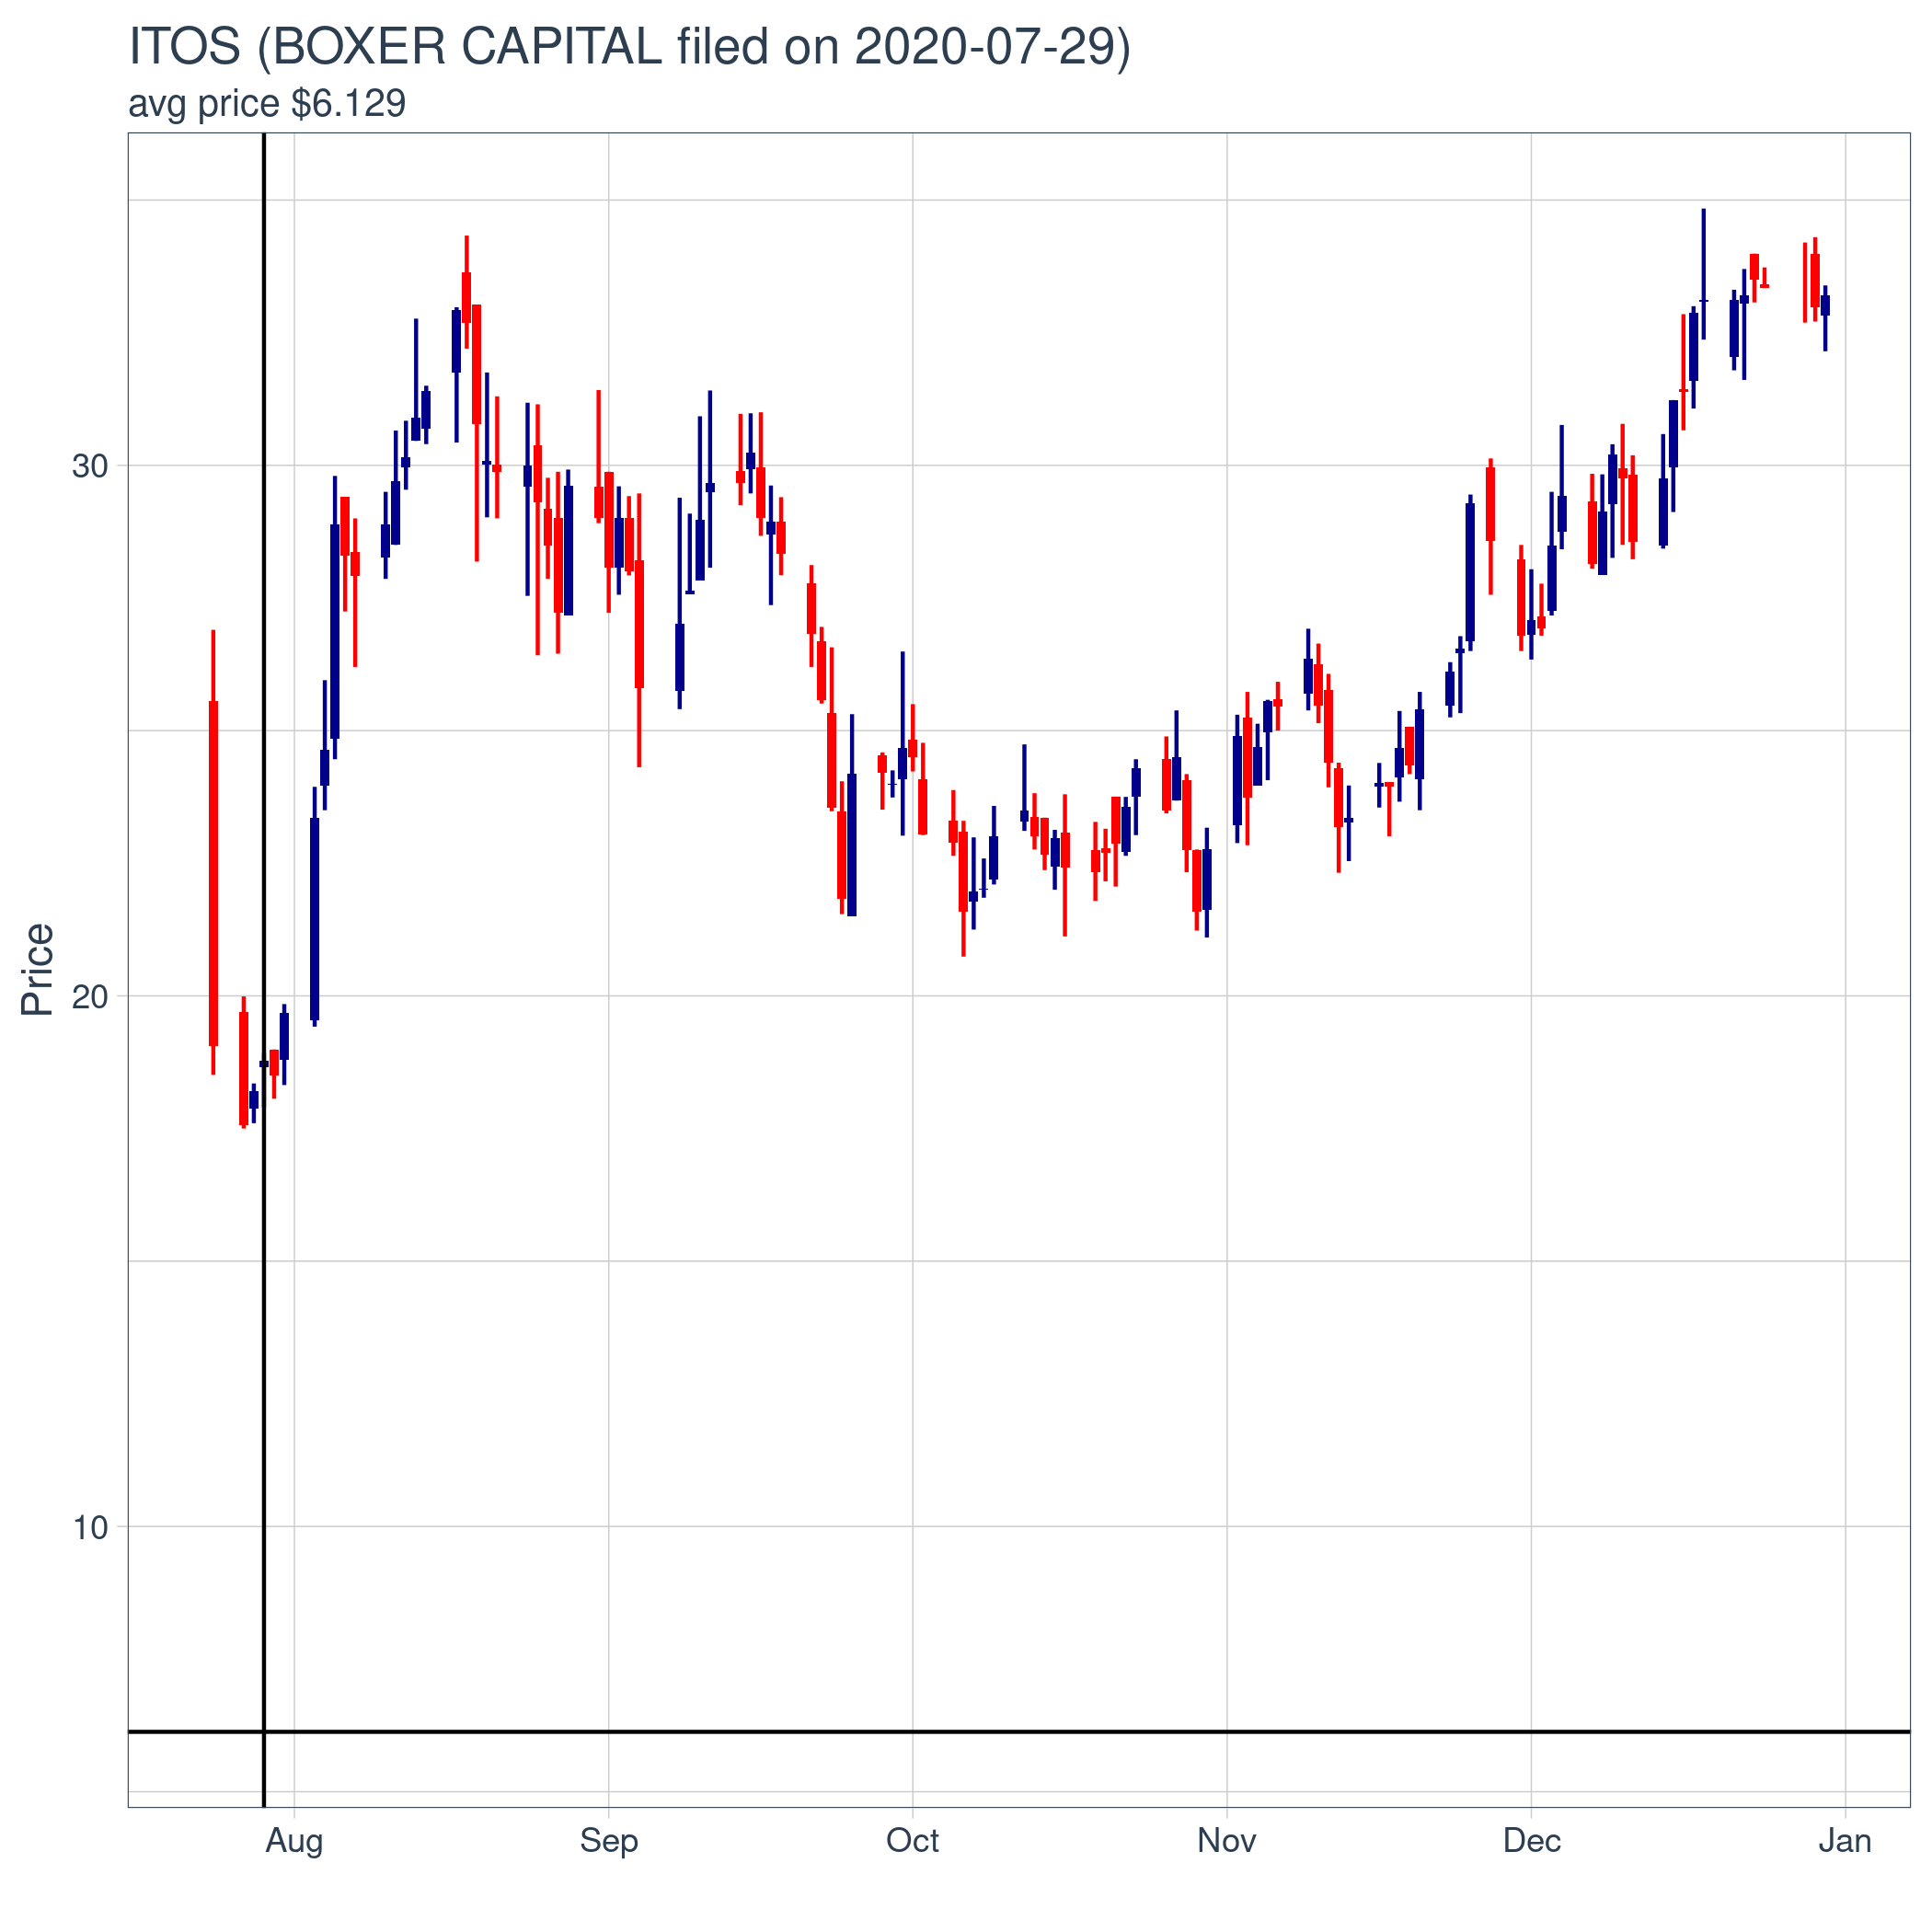 ITOS (BOXER CAPITAL filed on 2020-07-29)
avg price $6.129
30
20
10
Price
Aug Sep Oct Nov Dec Jan